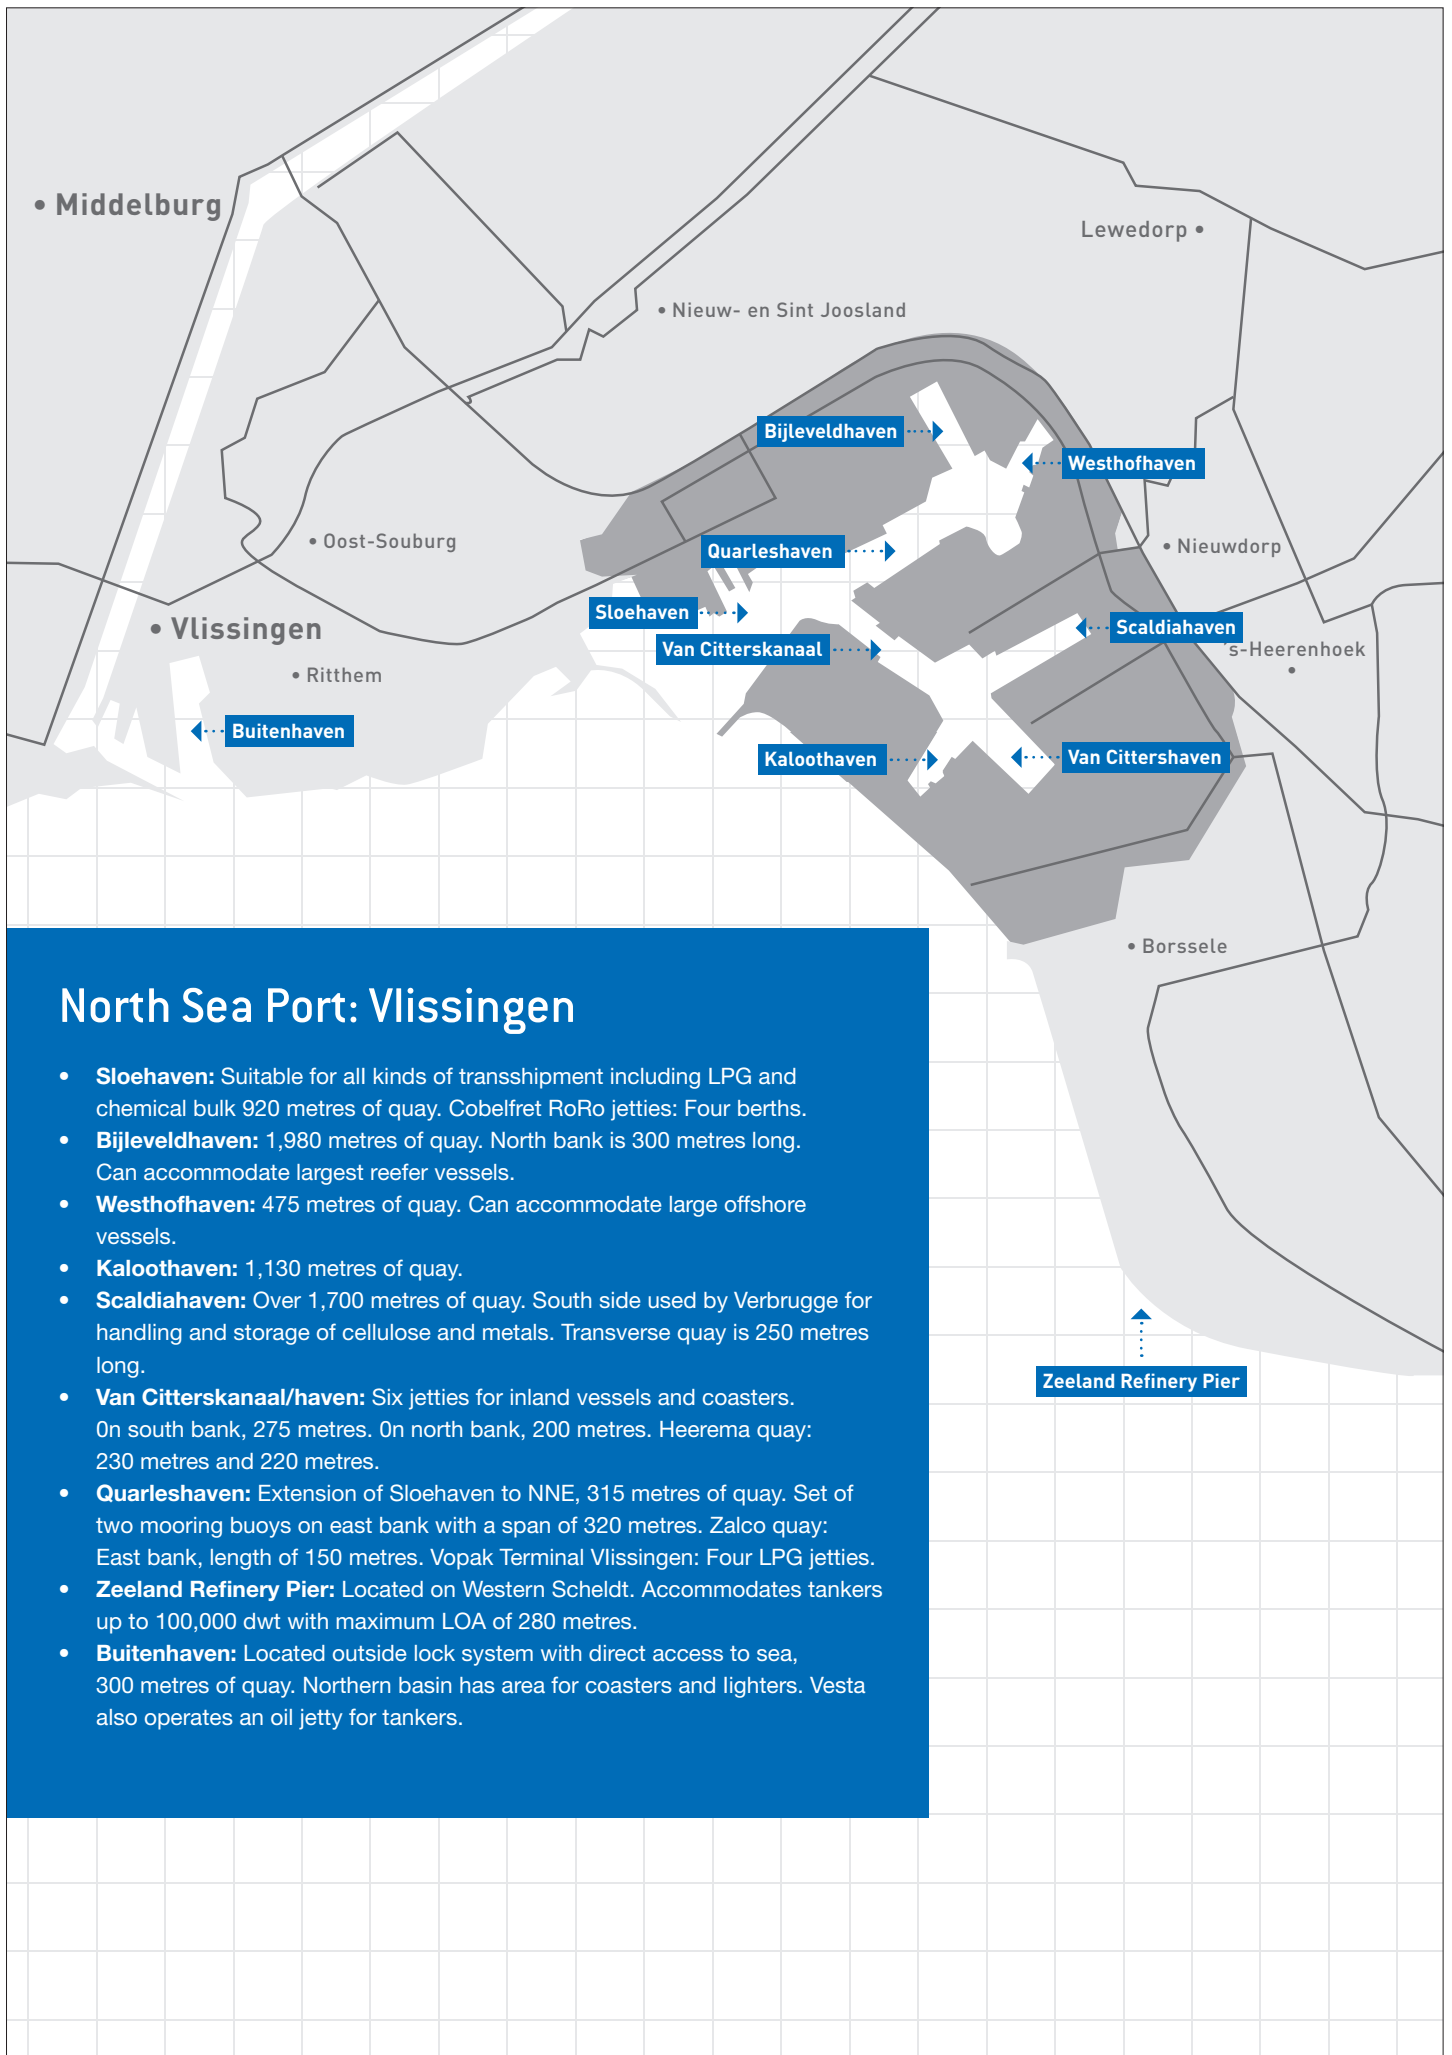 • Middelburg
Lewedorp •
• Nieuw- en Sint Joosland
Bijleveldhaven
Westhofhaven
• Oost-Souburg
Quarleshaven
• Nieuwdorp
Sloehaven
• Vlissingen
Scaldiahaven
Van Citterskanaal
's-Heerenhoek
• Ritthem
Buitenhaven
Kaloothaven
Van Cittershaven
• Borssele
North Sea Port: Vlissingen
• Sloehaven: Suitable for all kinds of transshipment including LPG and
chemical bulk 920 metres of quay. Cobelfret RoRo jetties: Four berths.
• Bijleveldhaven: 1,980 metres of quay. North bank is 300 metres long.
Can accommodate largest reefer vessels.
• Westhofhaven: 475 metres of quay. Can accommodate large offshore
vessels.
• Kaloothaven: 1,130 metres of quay.
• Scaldiahaven: Over 1,700 metres of quay. South side used by Verbrugge for
handling and storage of cellulose and metals. Transverse quay is 250 metres
long.
• Van Citterskanaal/haven: Six jetties for inland vessels and coasters.
0n south bank, 275 metres. 0n north bank, 200 metres. Heerema quay:
230 metres and 220 metres.
• Quarleshaven: Extension of Sloehaven to NNE, 315 metres of quay. Set of
two mooring buoys on east bank with a span of 320 metres. Zalco quay:
East bank, length of 150 metres. Vopak Terminal Vlissingen: Four LPG jetties.
• Zeeland Refinery Pier: Located on Western Scheldt. Accommodates tankers
up to 100,000 dwt with maximum LOA of 280 metres.
• Buitenhaven: Located outside lock system with direct access to sea,
300 metres of quay. Northern basin has area for coasters and lighters. Vesta
also operates an oil jetty for tankers.
Zeeland Refinery Pier